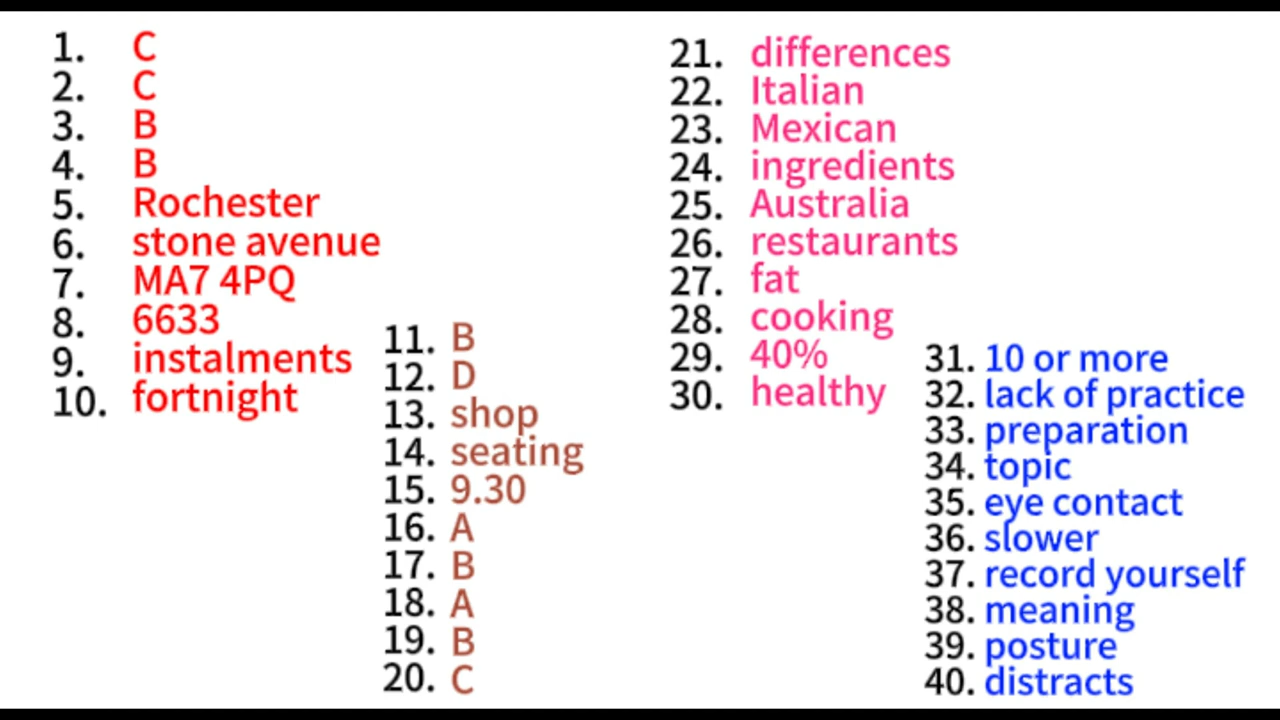 1. C
2. C
3. B
4. B
5. Rochester
6. stone avenue
7. MA7 4PQ
8. 6633
9. instalments
10. fortnight
11. B
12. D
13. shop
14. seating
15. 9.30
16. A
17. B
18. A
19. B
20. C
21. differences
22. Italian
23. Mexican
24. ingredients
25. Australia
26. restaurants
27. fat
28. cooking
29. 40%
30. healthy
31. 10 or more
32. lack of practice
33. preparation
34. topic
35. eye contact
36. slower
37. record yourself
38. meaning
39. posture
40. distracts